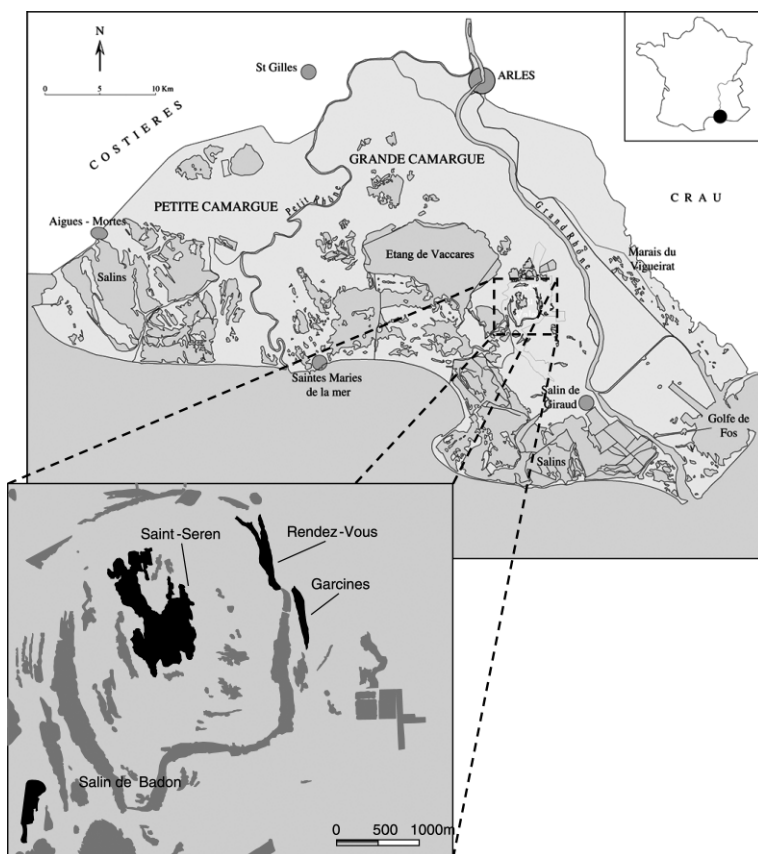 N
0
5
10 Km
St Gilles
ARLES
COSTIERES
GRANDE CAMARGUE
CRAU
PETITE CAMARGUE
Petit Rhône
Grand Rhône
Aigues - Mortes
Salins
Etang de Vaccares
Marais du
Vigueirat
Saintes Maries
de la mer
Salin de
Giraud
Golfe de
Fos
Salins
Saint-Seren
Rendez-Vous
Garcines
Salin de Badon
0 500 1000m